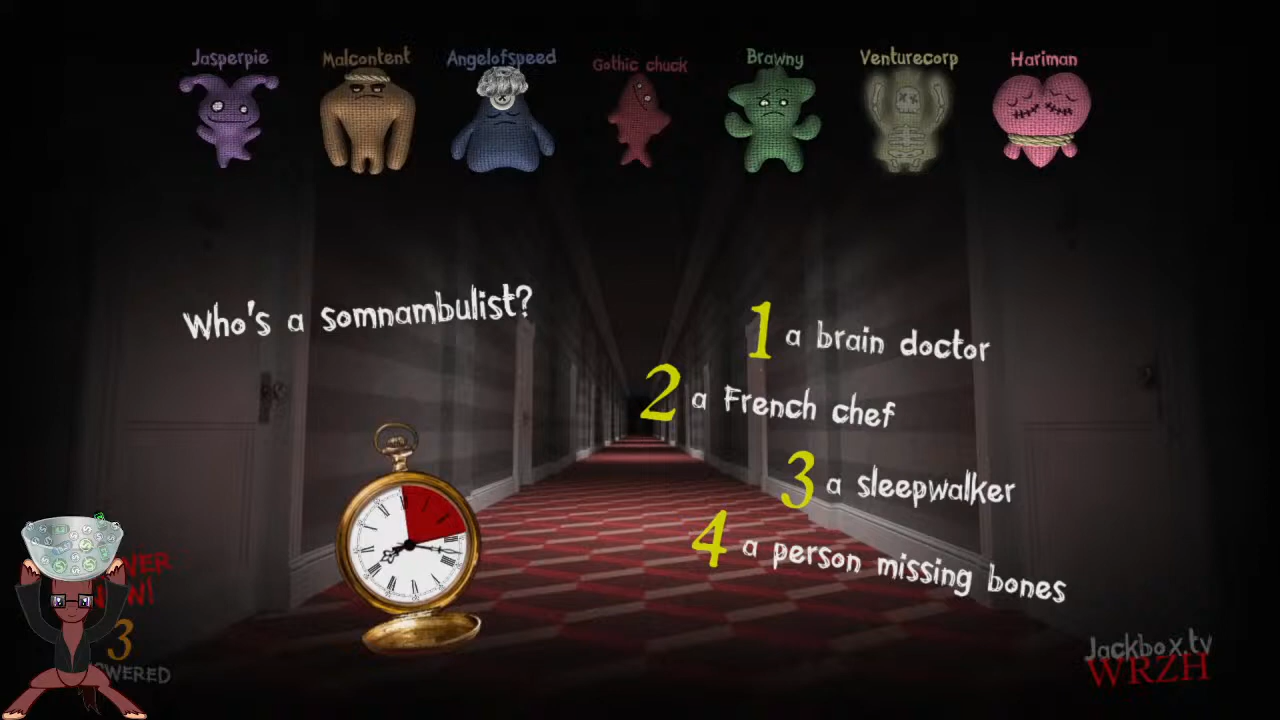 Jasperpie
Malcontent
Angelofspeed
Gothic chuck
Brawny
Venturecorp
Hariman
Who's a somnambulist?
1 a brain doctor
2 a French chef
3 a sleepwalker
4 a person missing bones
3
Jackbox.tv
WRZH